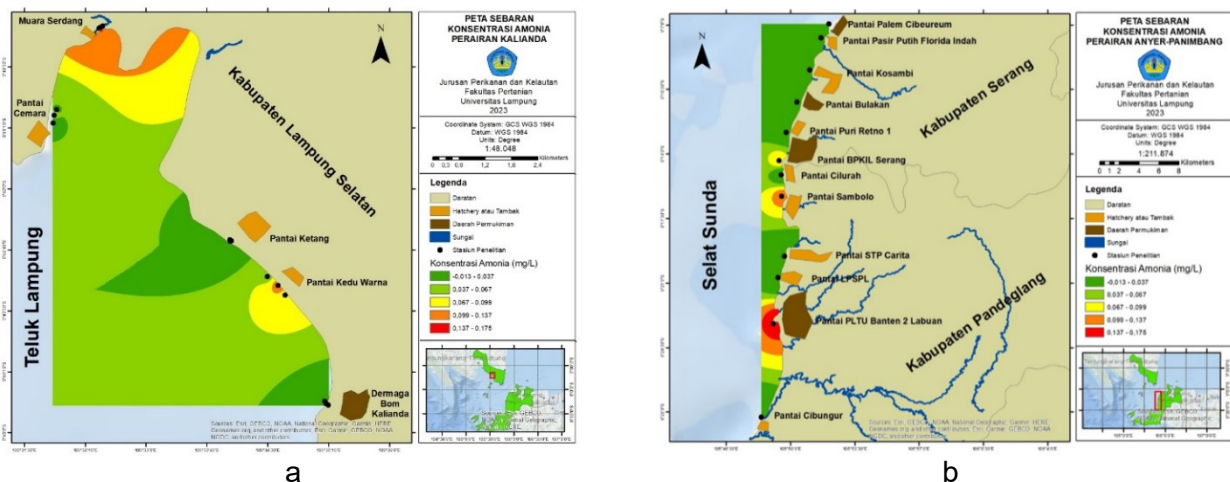 Muara Serdang
Pantai
Cemara
Kabupaten Lampung Selatan
Pantai Ketang
Pantai Kedu Warna
Teluk Lampung
Dermaga
Bom
Kalianda
N
PETA SEBARAN
KONSENTRASI AMONIA
PERAIRAN KALIANDA
Jurusan Perikanan dan Kelautan
Fakultas Pertanian
Universitas Lampung
2023
Coordinate System: GCS WGS 1984
Datum: WGS 1984
Units: Degree
1:48.048
Kilometers
Legenda
Daratan
Hatchery atau Tambak
Daerah Permukiman
Sungai
Stasiun Penelitian
Konsentrasi Amonia (mg/L)
-0,013 - 0,037
0,037 - 0,067
0,067 - 0,099
0,099 - 0,137
0,137 - 0,175
a
Pantai Palem Cibeureum
Pantai Pasir Putih Florida Indah
Pantai Kosambi
Pantai Bulakan
Pantai Puri Retno 1
Pantai BPKIL Serang
Pantai Cilurah
Pantai Sambolo
Pantai STP Carita
Pantai LPSPL
Pantai PLTU Banten 2 Labuan
Pantai Cibungur
Kabupaten Serang
Kabupaten Pandeglang
Selat Sunda
N
PETA SEBARAN
KONSENTRASI AMONIA
PERAIRAN ANYER-PANIMBANG
Jurusan Perikanan dan Kelautan
Fakultas Pertanian
Universitas Lampung
2023
Coordinate System: GCS WGS 1984
Datum: WGS 1984
Units: Degree
1:211.874
Kilometers
Legenda
Daratan
Hatchery atau Tambak
Daerah Permukiman
Sungai
Stasiun Penelitian
Konsentrasi Amonia (mg/L)
-0,013 - 0,037
0,037 - 0,067
0,067 - 0,099
0,099 - 0,137
0,137 - 0,175
b